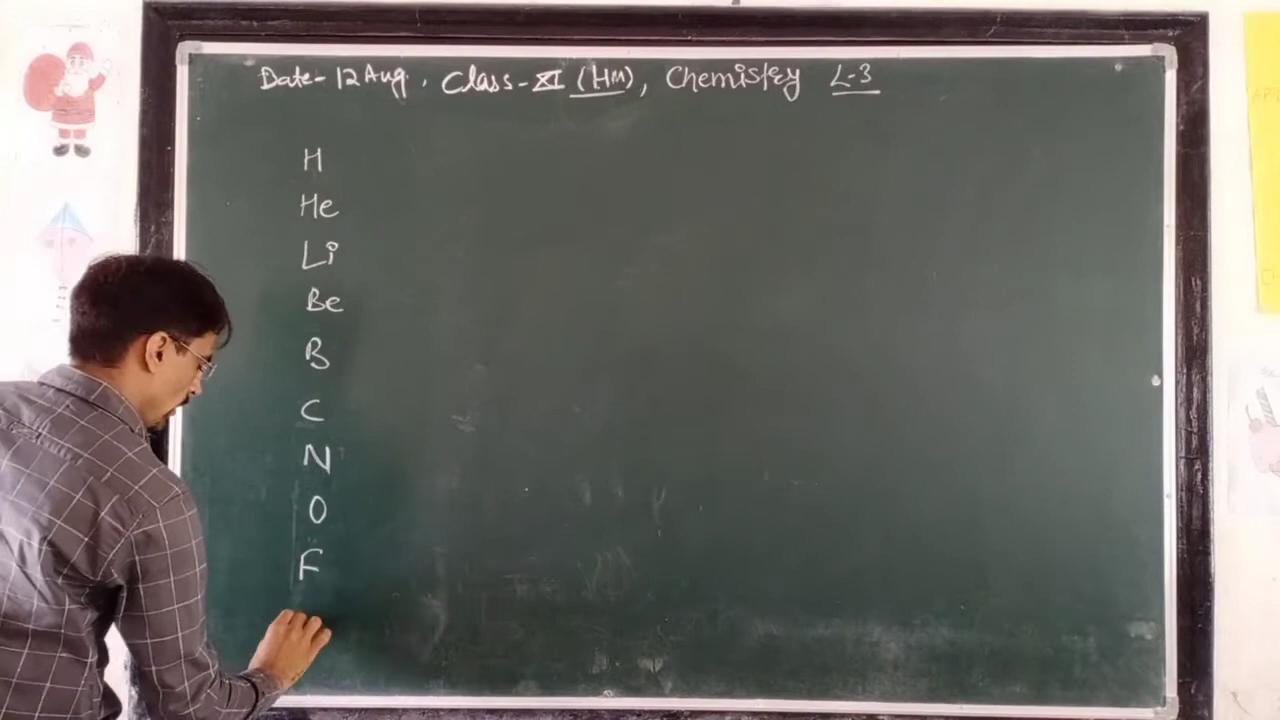 Date- 12 Aug. Class- XI (HM), Chemistry L-3
H
He
Li
Be
B
C
N
O
F